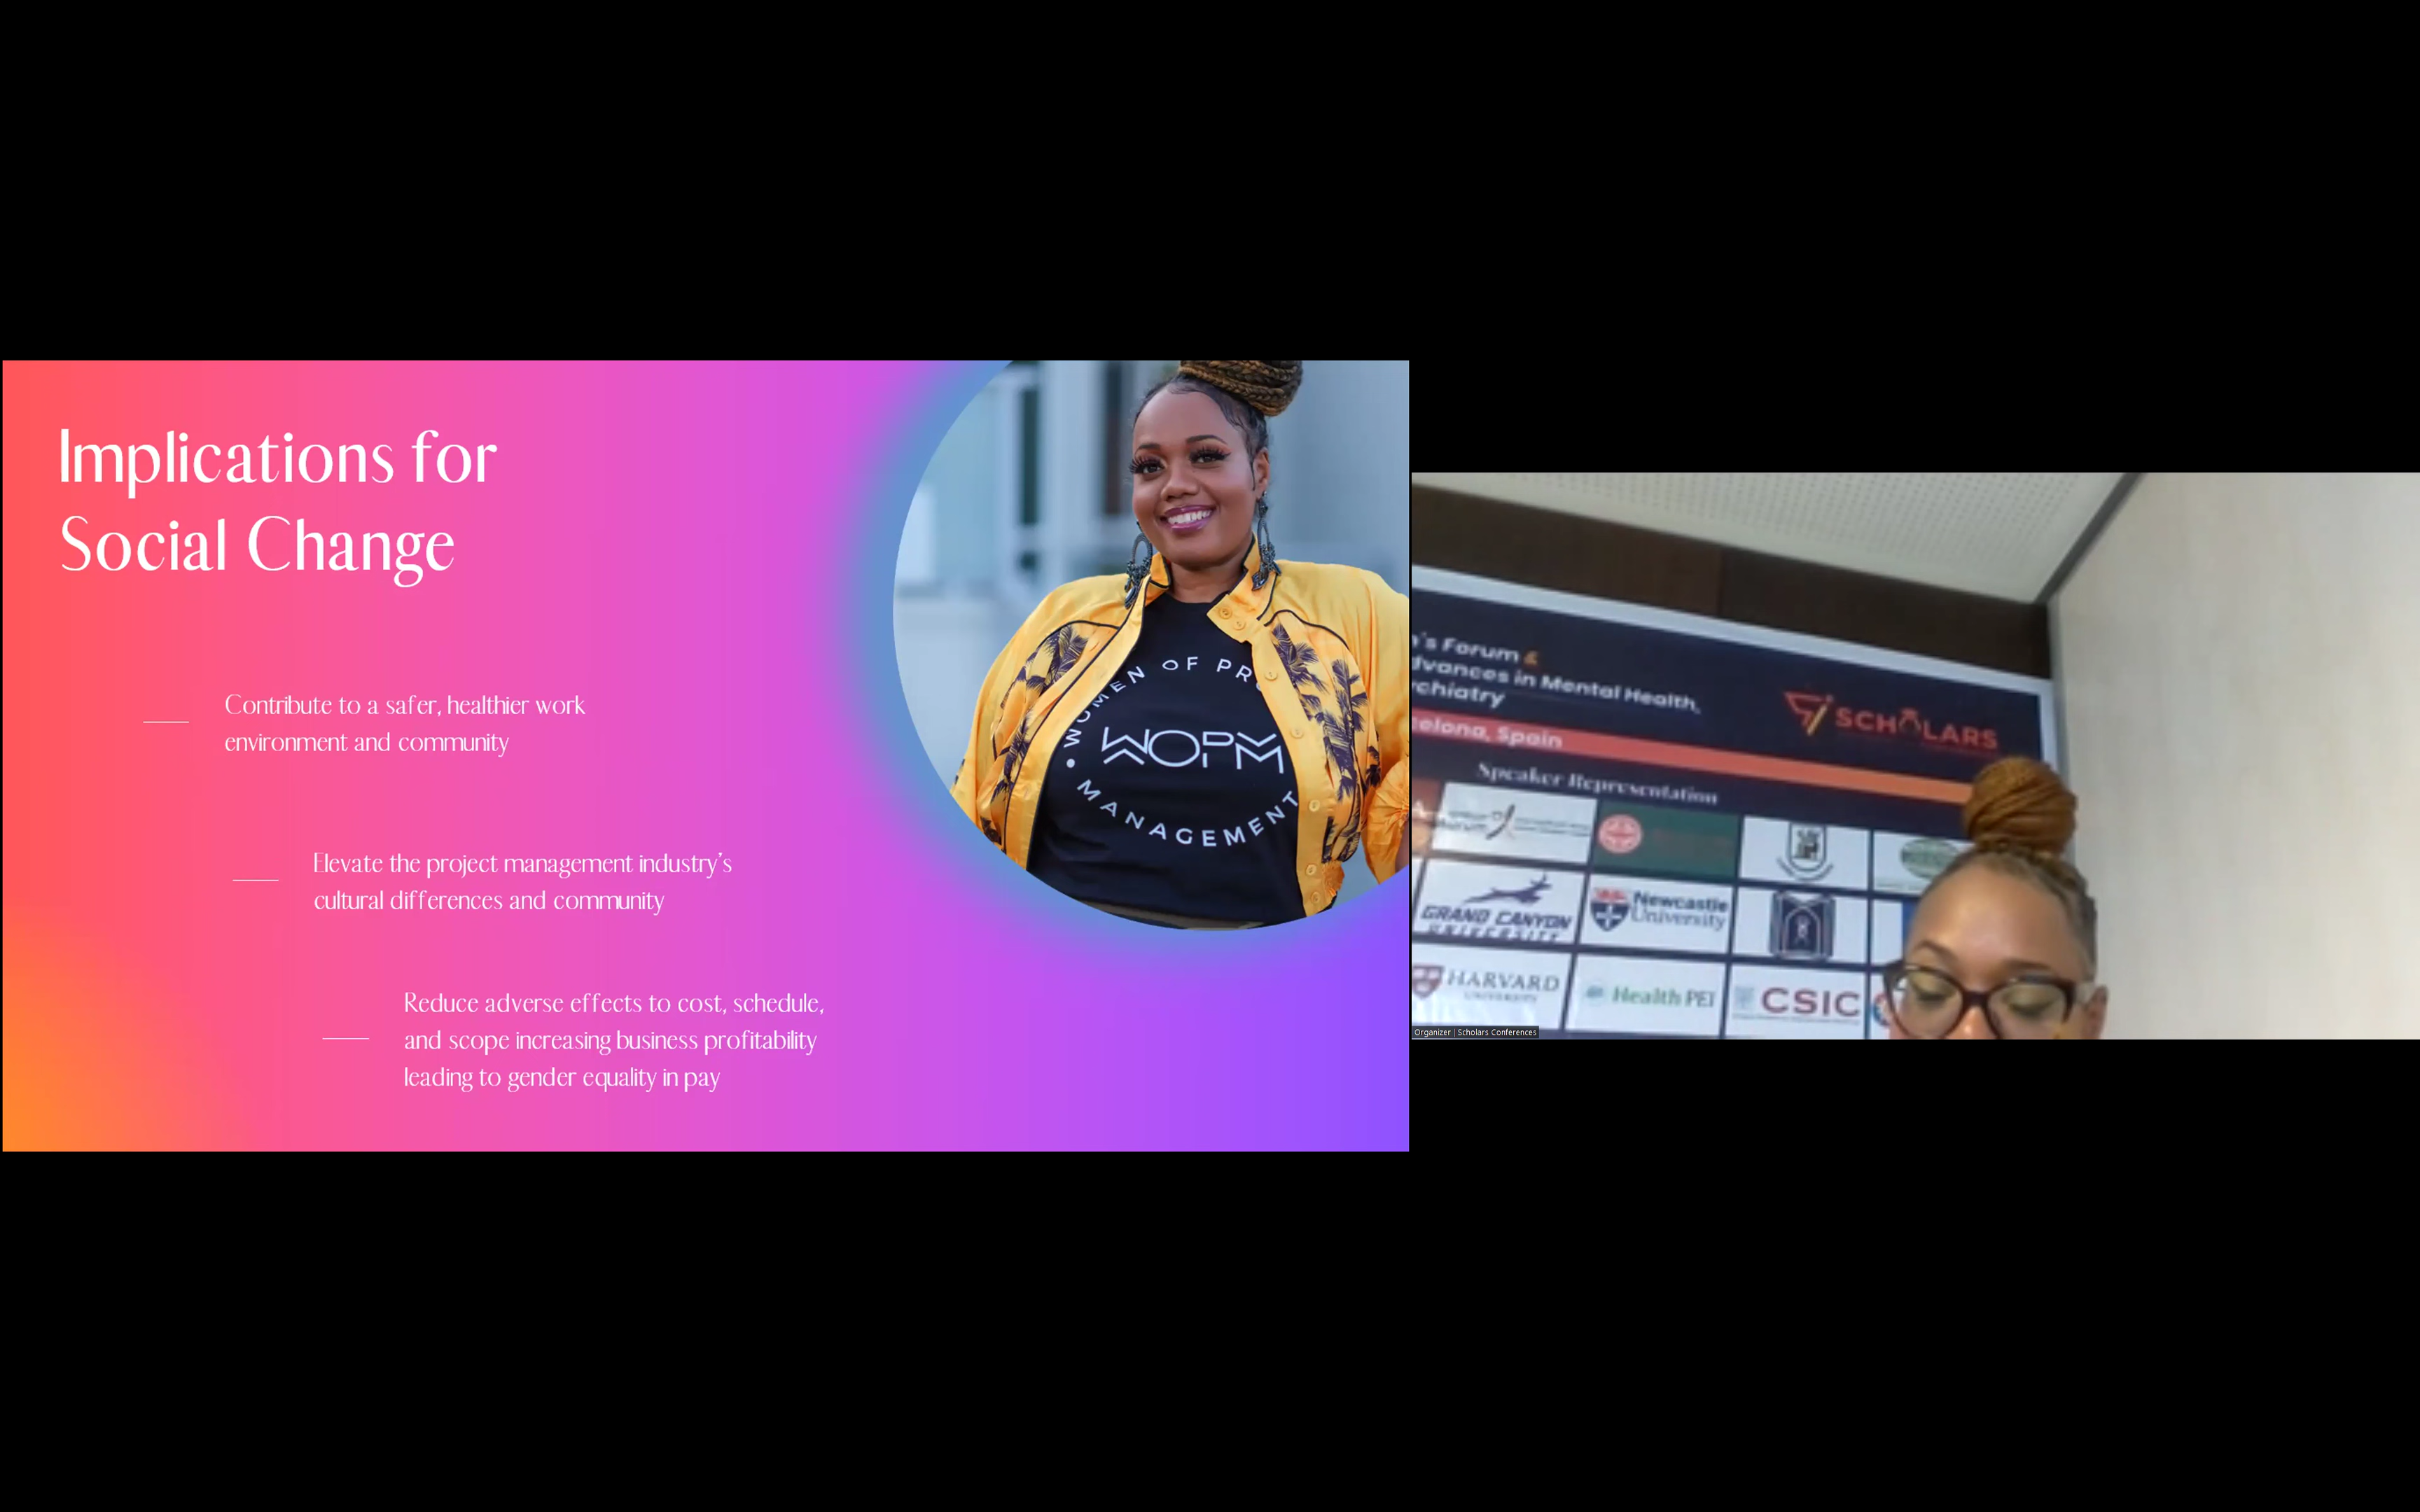 Implications for
Social Change
Contribute to a safer, healthier work
environment and community
Elevate the project management industry's
cultural differences and community
Reduce adverse effects to cost, schedule,
and scope increasing business profitability
leading to gender equality in pay
WOMEN OF PR
WOPM
MANAGEMENT
's Forum &
dvances in Mental Health,
chiatry
SCHOLARS
celona, Spain
Speaker Representation
GRAND CANYON
UNIVERSITY
Newcastle
University
HARVARD
UNIVERSITY
Health PEI
CSIC
Organizer | Scholars Conferences